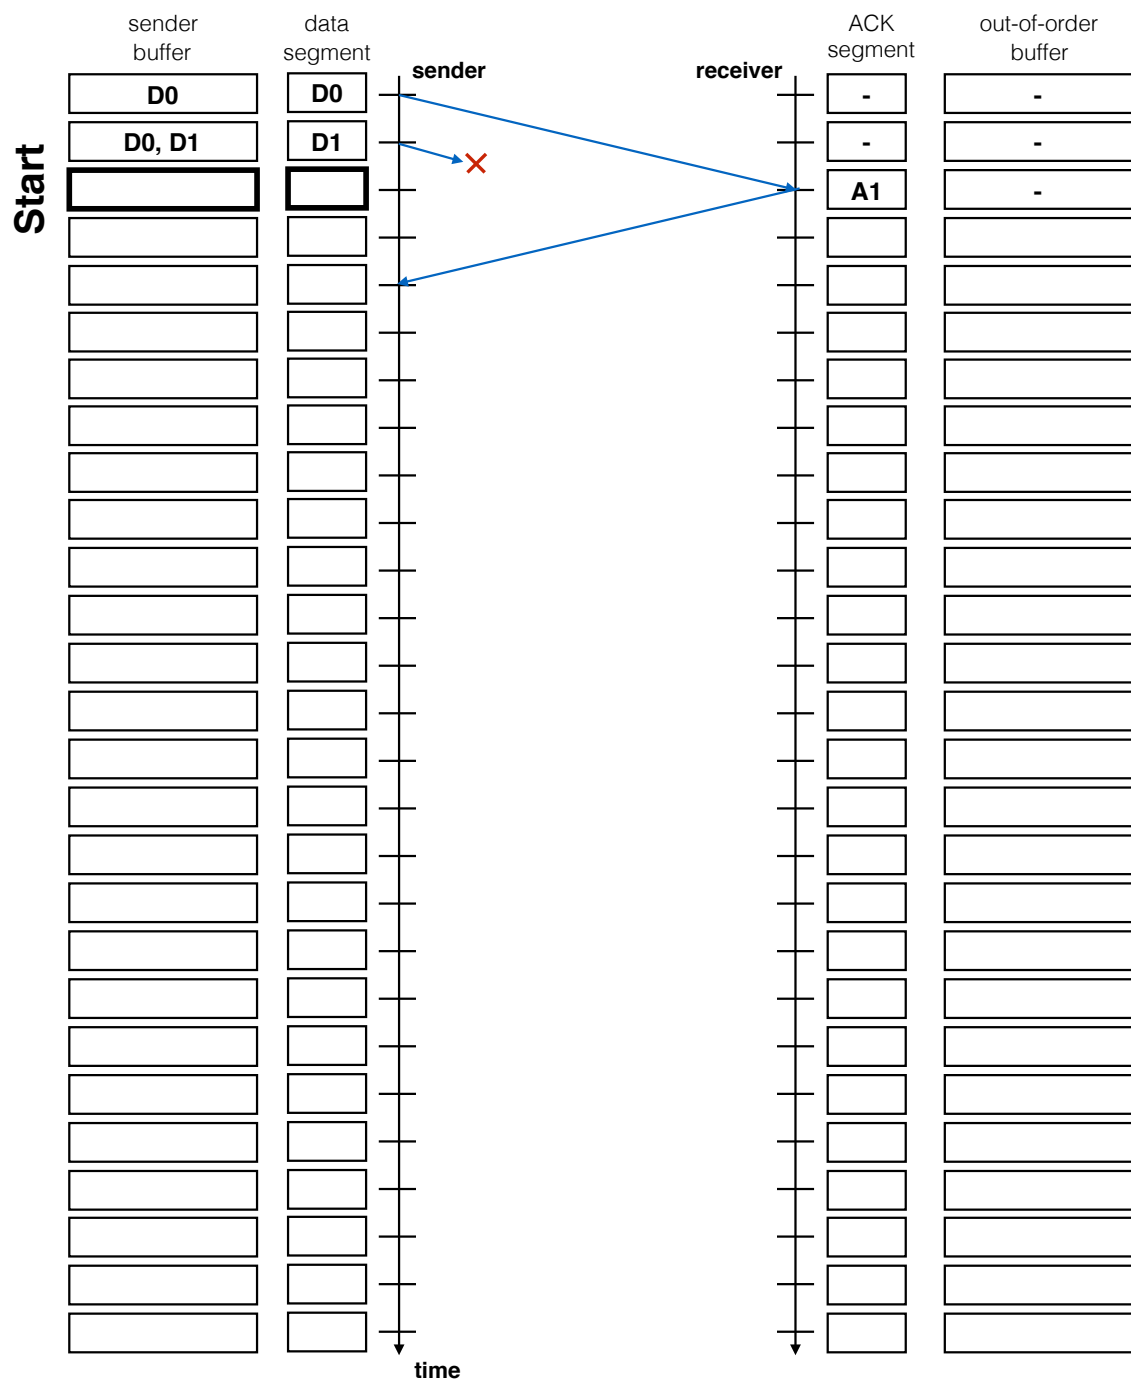 sender
buffer
data
segment
ACK
segment
out-of-order
buffer
sender
receiver
D0
D0
-
-
D0, D1
D1
-
-
Start
A1
-
time